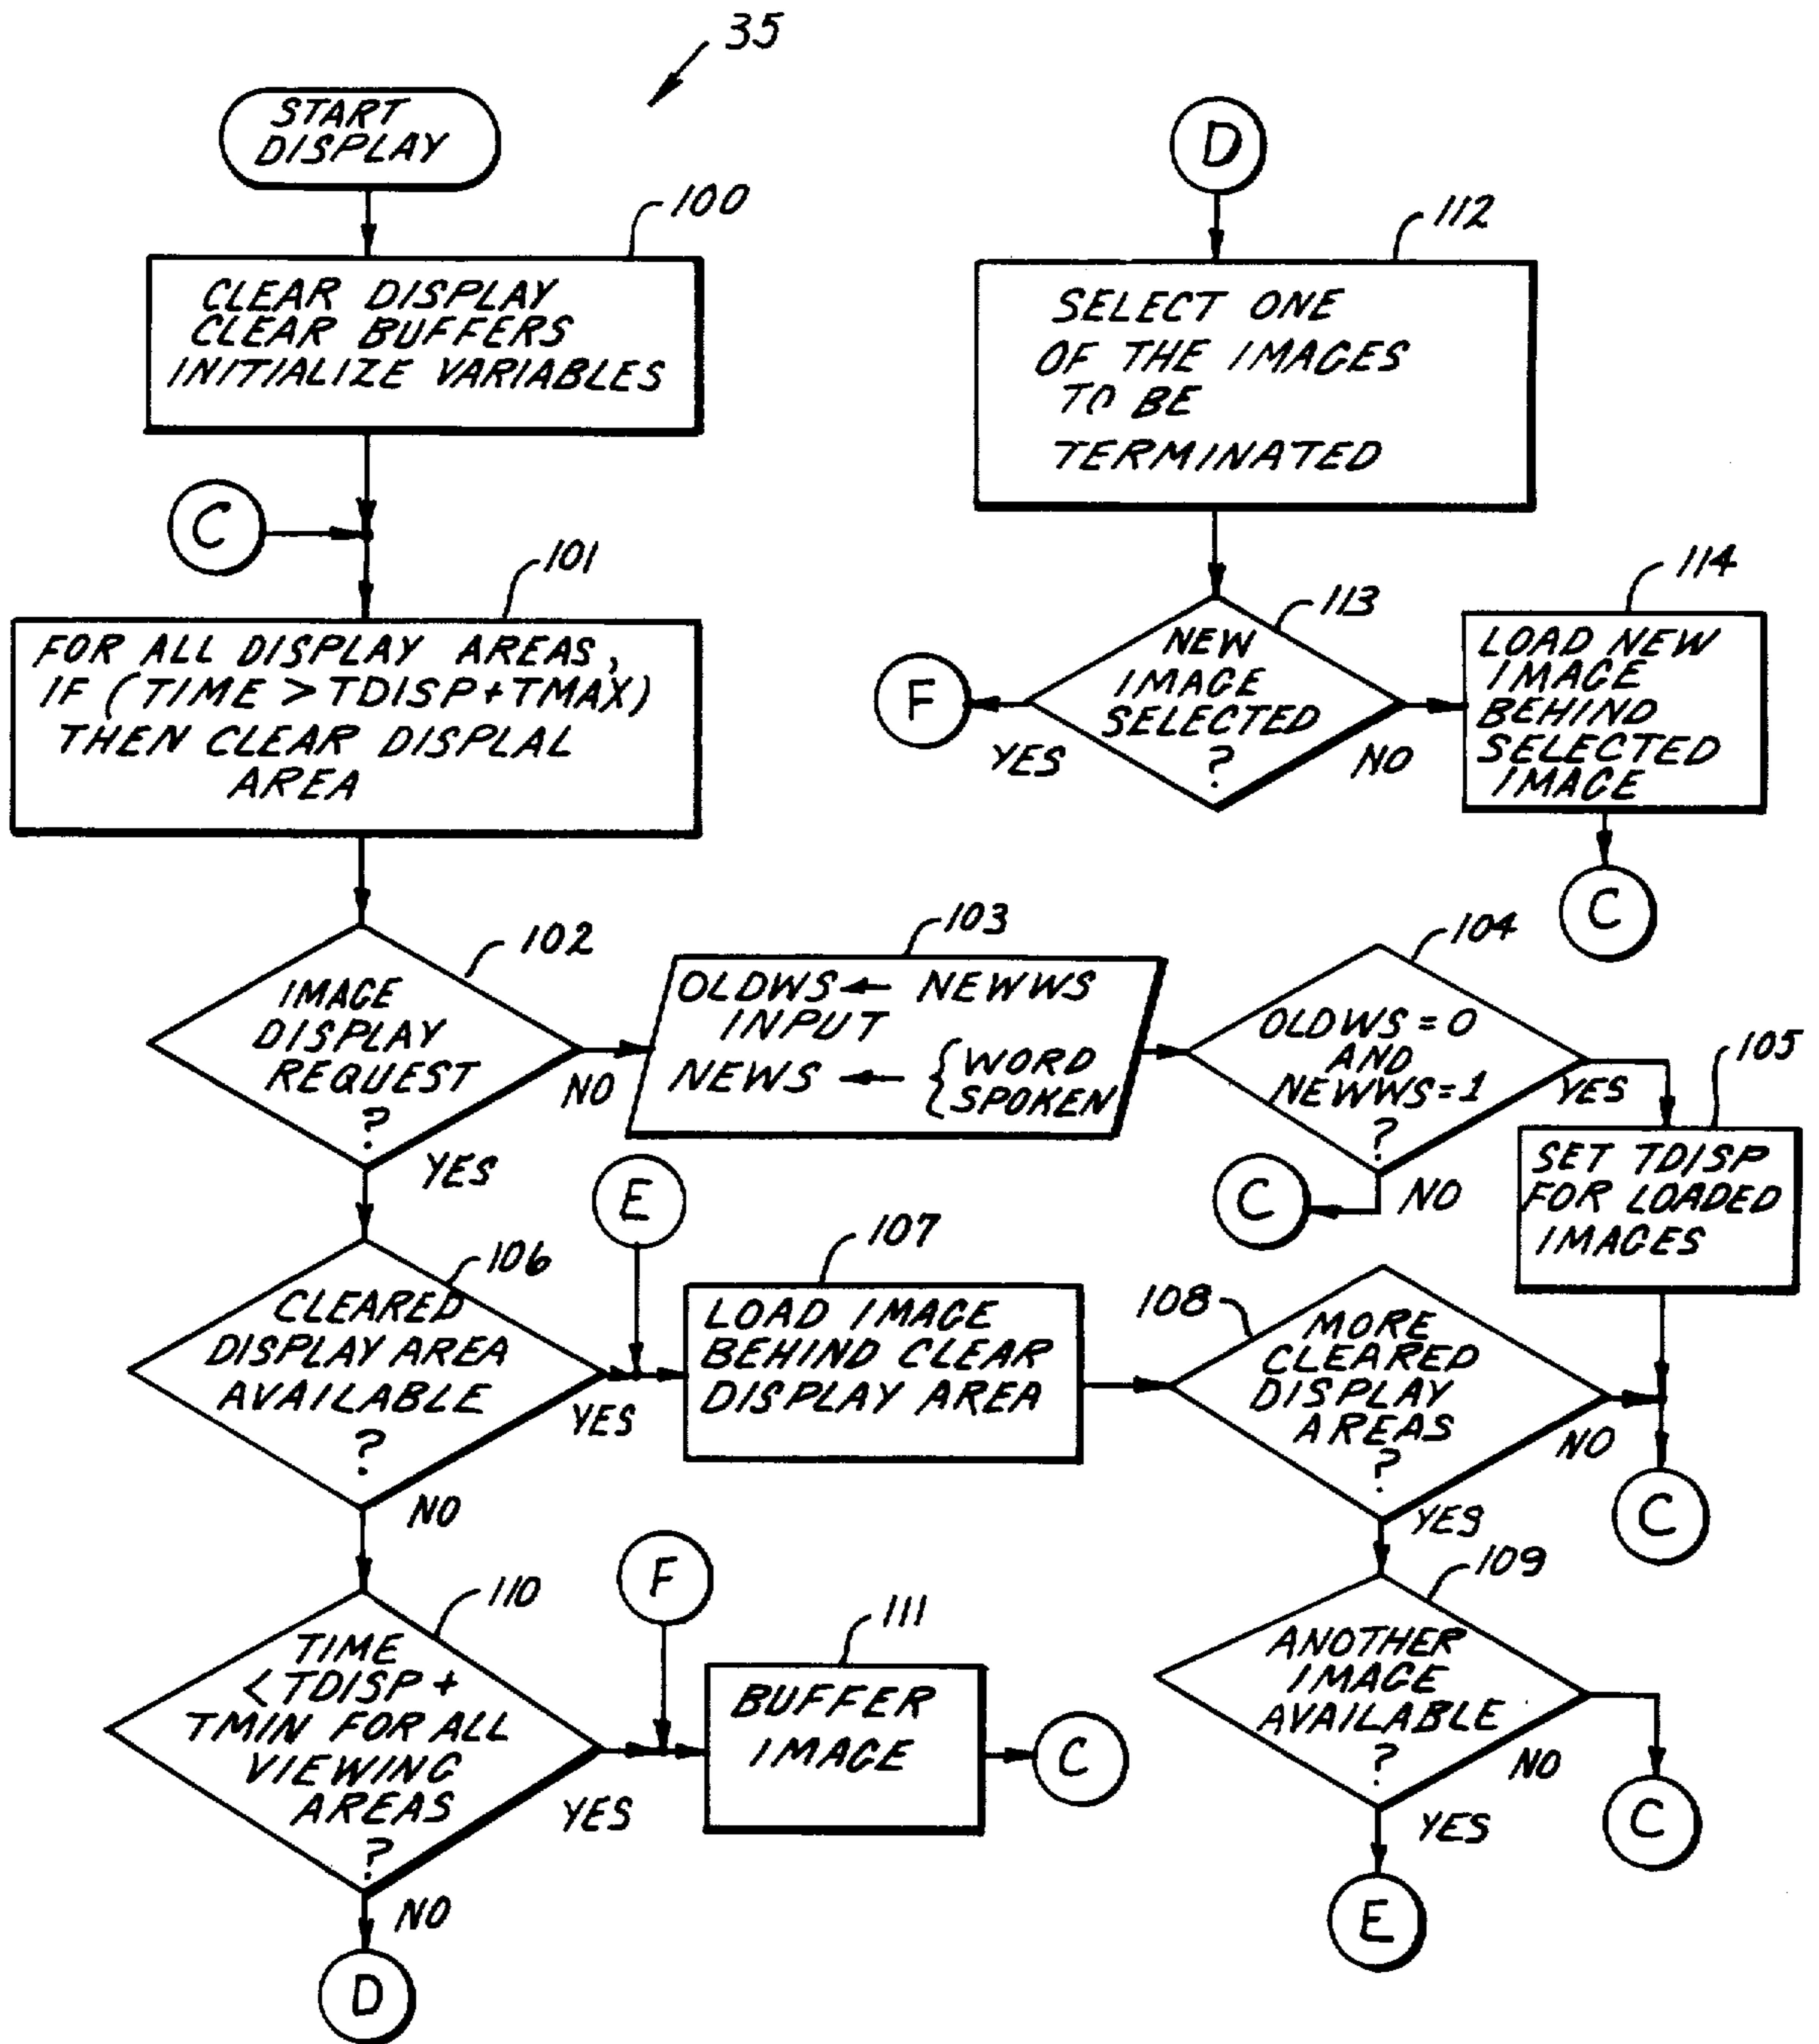 35
START
DISPLAY
100
CLEAR DISPLAY
CLEAR BUFFERS
INITIALIZE VARIABLES
C
101
FOR ALL DISPLAY AREAS,
IF (TIME > TDISP+TMAX)
THEN CLEAR DISPLAL
AREA
102
IMAGE
DISPLAY
REQUEST
?
NO
YES
103
OLDWS ← NEWWS
INPUT
NEWS ← { WORD
SPOKEN
104
OLDWS = 0
AND
NEWWS = 1
?
YES
NO
C
105
SET TDISP
FOR LOADED
IMAGES
106
CLEARED
DISPLAY AREA
AVAILABLE
?
YES
NO
E
107
LOAD IMAGE
BEHIND CLEAR
DISPLAY AREA
108
MORE
CLEARED
DISPLAY
AREAS
?
NO
YES
C
109
ANOTHER
IMAGE
AVAILABLE
?
NO
YES
C
E
110
TIME
< TDISP +
TMIN FOR ALL
VIEWING
AREAS
?
YES
NO
D
F
111
BUFFER
IMAGE
C
D
112
SELECT ONE
OF THE IMAGES
TO BE
TERMINATED
113
NEW
IMAGE
SELECTED
?
YES
NO
F
114
LOAD NEW
IMAGE
BEHIND
SELECTED
IMAGE
C